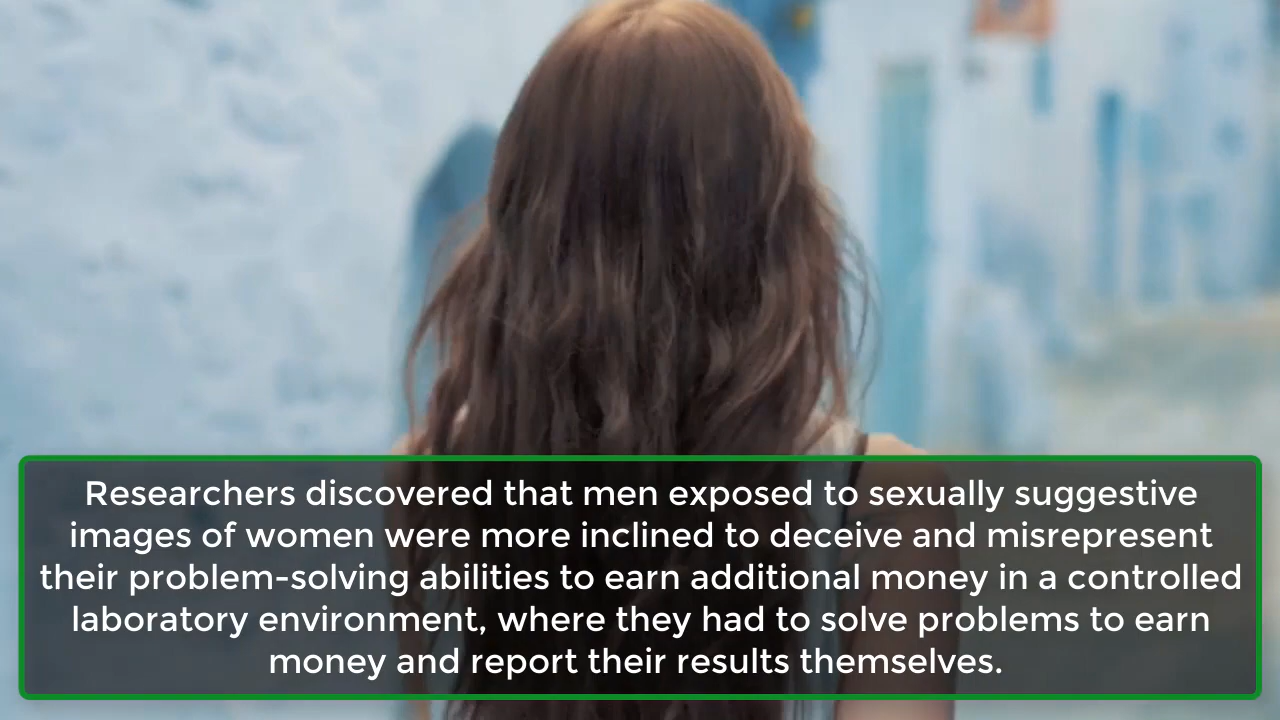 Researchers discovered that men exposed to sexually suggestive
images of women were more inclined to deceive and misrepresent
their problem-solving abilities to earn additional money in a controlled
laboratory environment, where they had to solve problems to earn
money and report their results themselves.